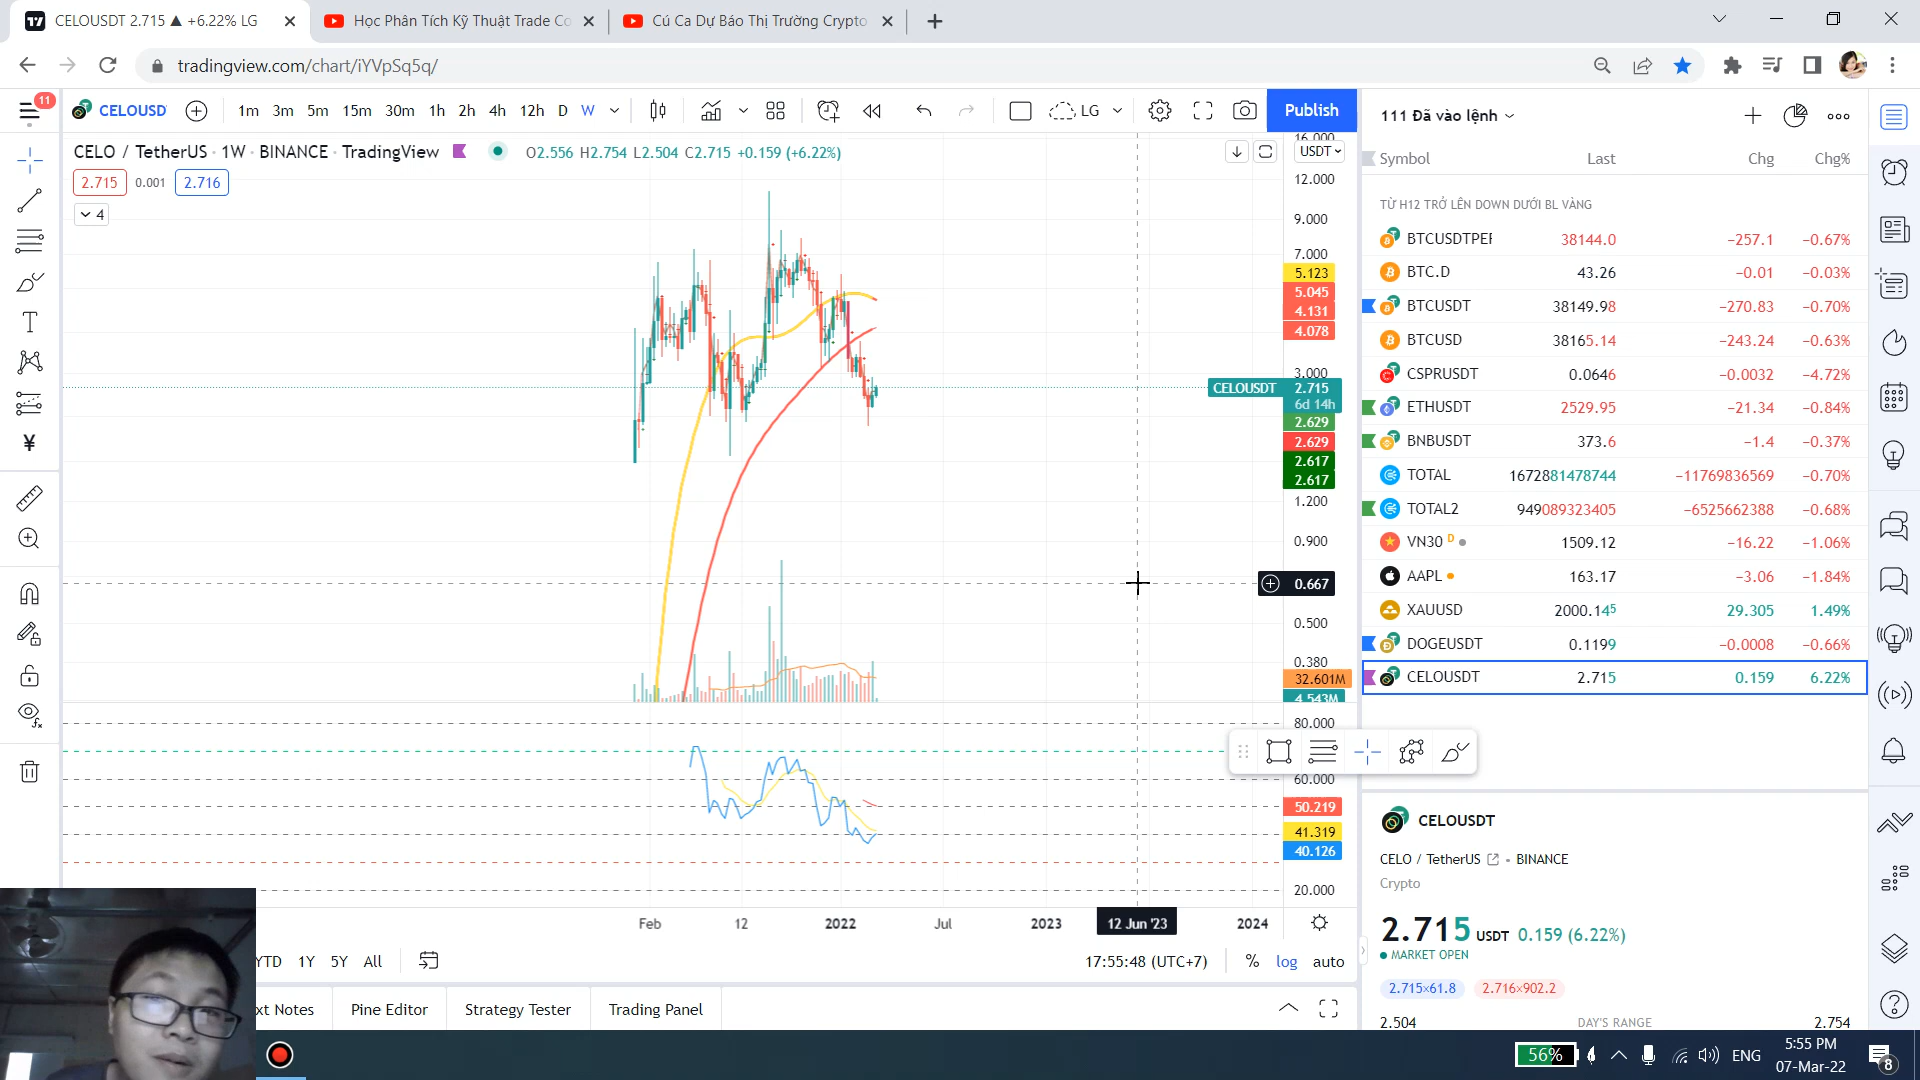 CELOUSDT 2.715 ▲ +6.22% LG
Học Phân Tích Kỹ Thuật Trade Co
Cú Ca Dự Báo Thị Trường Crypto
tradingview.com/chart/iYVpSq5q/
11
CELOUSD
1m 3m 5m 15m 30m 1h 2h 4h 12h D W
LG
Publish
CELO / TetherUS · 1W · BINANCE · TradingView
O2.556 H2.754 L2.504 C2.715 +0.159 (+6.22%)
2.715 0.001 2.716
4
USDT
12.000
9.000
7.000
5.123
5.045
4.131
4.078
3.000
CELOUSDT 2.715
6d 14h
2.629
2.629
2.617
2.617
1.200
0.900
0.667
0.500
0.380
32.601M
4.543M
80.000
60.000
50.219
41.319
40.126
20.000
Feb 12 2022 Jul 2023 12 Jun '23 2024
YTD 1Y 5Y All
17:55:48 (UTC+7) % log auto
xt Notes Pine Editor Strategy Tester Trading Panel
111 Đã vào lệnh
Symbol Last Chg Chg%
TỪ H12 TRỞ LÊN DOWN DƯỚI BL VÀNG
BTCUSDTPEI 38144.0 −257.1 −0.67%
BTC.D 43.26 −0.01 −0.03%
BTCUSDT 38149.98 −270.83 −0.70%
BTCUSD 38165.14 −243.24 −0.63%
CSPRUSDT 0.0646 −0.0032 −4.72%
ETHUSDT 2529.95 −21.34 −0.84%
BNBUSDT 373.6 −1.4 −0.37%
TOTAL 1672881478744 −11769836569 −0.70%
TOTAL2 949089323405 −6525662388 −0.68%
VN30 D 1509.12 −16.22 −1.06%
AAPL 163.17 −3.06 −1.84%
XAUUSD 2000.145 29.305 1.49%
DOGEUSDT 0.1199 −0.0008 −0.66%
CELOUSDT 2.715 0.159 6.22%
CELOUSDT
CELO / TetherUS • BINANCE
Crypto
2.715 USDT 0.159 (6.22%)
MARKET OPEN
2.715×61.8 2.716×902.2
2.504 DAY'S RANGE 2.754
56% ENG
5:55 PM
07-Mar-22
8